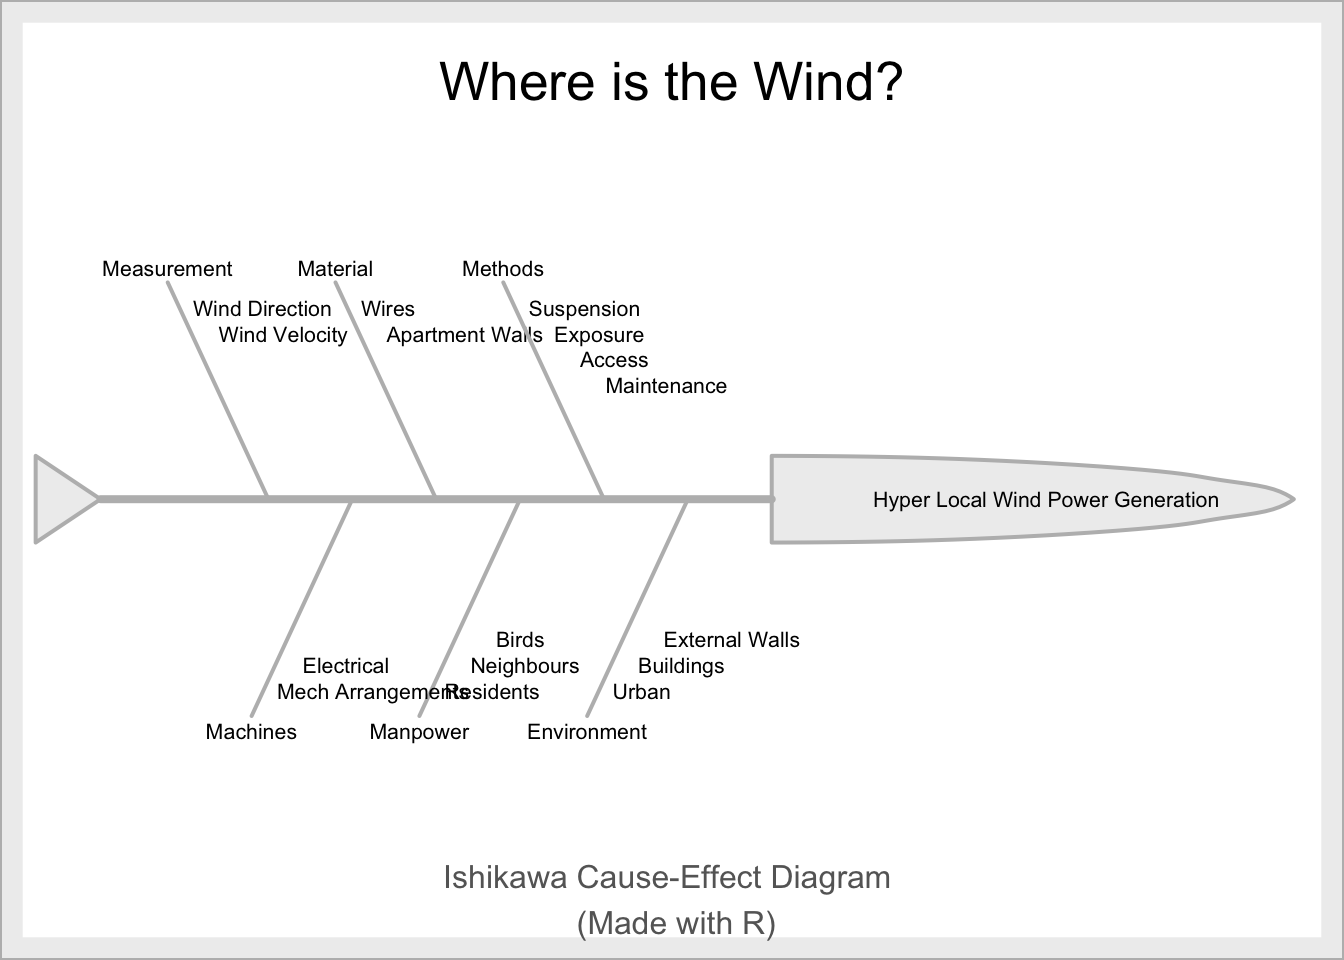 Where is the Wind?
Measurement
Material
Methods
Wind Direction
Wires
Suspension
Wind Velocity
Apartment Walls
Exposure
Access
Maintenance
Hyper Local Wind Power Generation
Birds
External Walls
Electrical
Neighbours
Buildings
Mech Arrangements
Residents
Urban
Machines
Manpower
Environment
Ishikawa Cause-Effect Diagram
(Made with R)